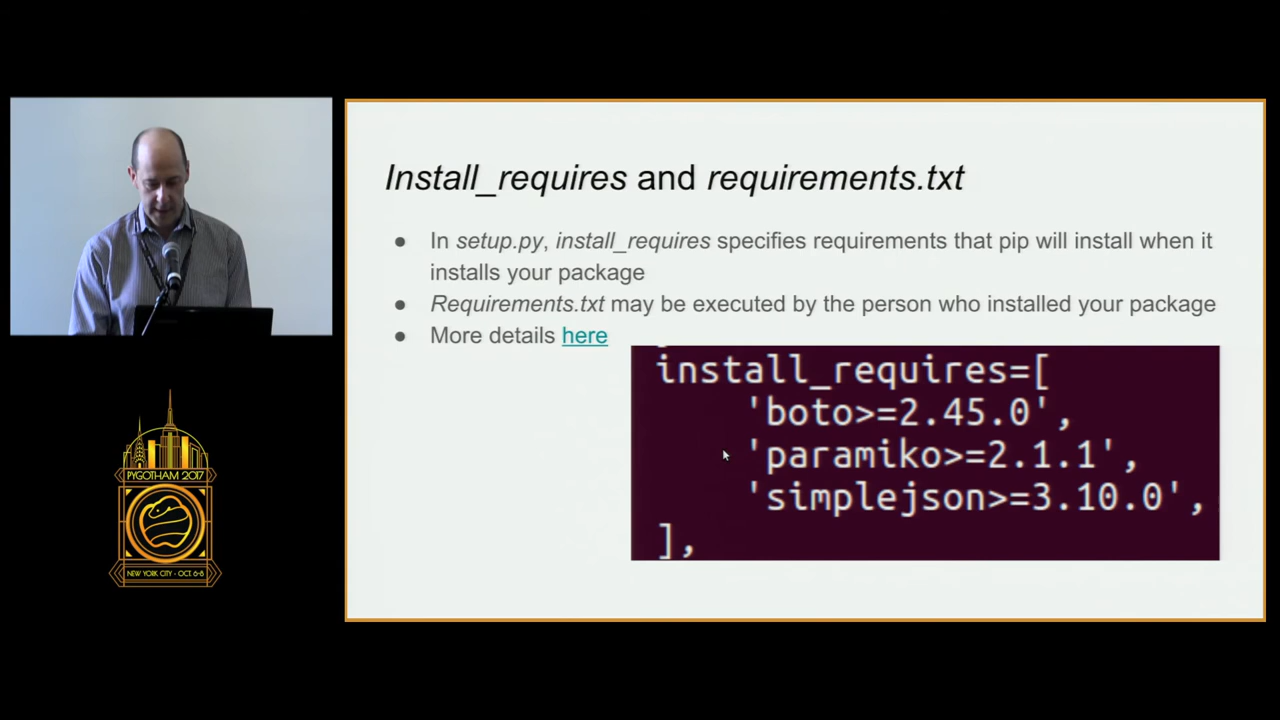 Install_requires and requirements.txt
● In setup.py, install_requires specifies requirements that pip will install when it
installs your package
● Requirements.txt may be executed by the person who installed your package
● More details here
install_requires=[
'boto>=2.45.0',
'paramiko>=2.1.1',
'simplejson>=3.10.0',
],
PYGOTHAM 2017
NEW YORK CITY - OCT. 6-8